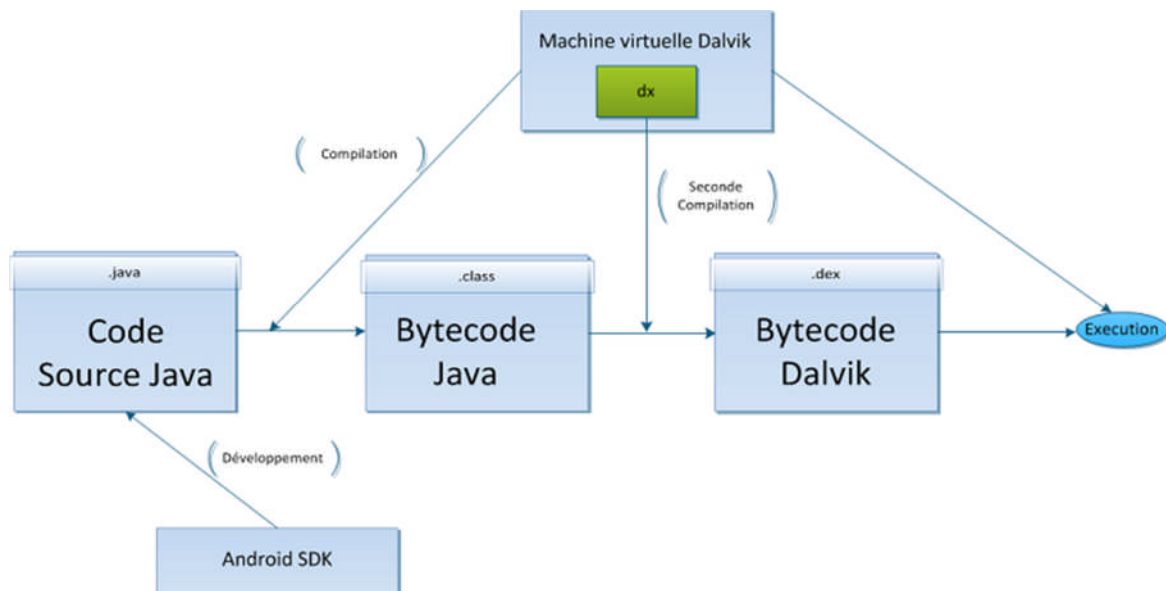 Machine virtuelle Dalvik
dx
Compilation
Seconde
Compilation
.java
Code
Source Java
.class
Bytecode
Java
.dex
Bytecode
Dalvik
Execution
Développement
Android SDK